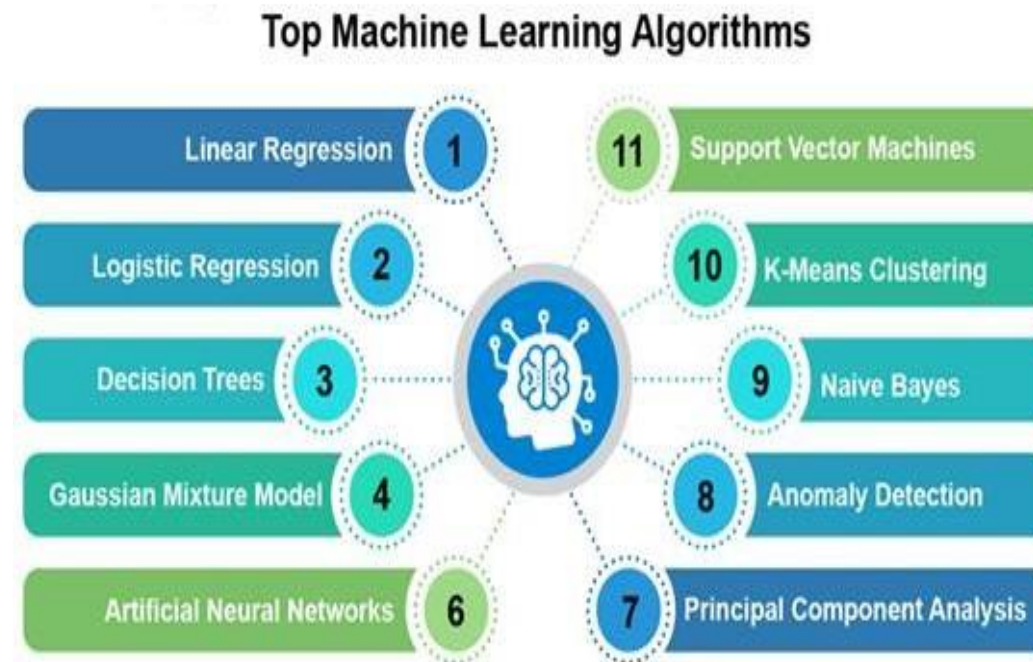 Top Machine Learning Algorithms
Linear Regression 1
Logistic Regression 2
Decision Trees 3
Gaussian Mixture Model 4
Artificial Neural Networks 6
11 Support Vector Machines
10 K-Means Clustering
9 Naive Bayes
8 Anomaly Detection
7 Principal Component Analysis